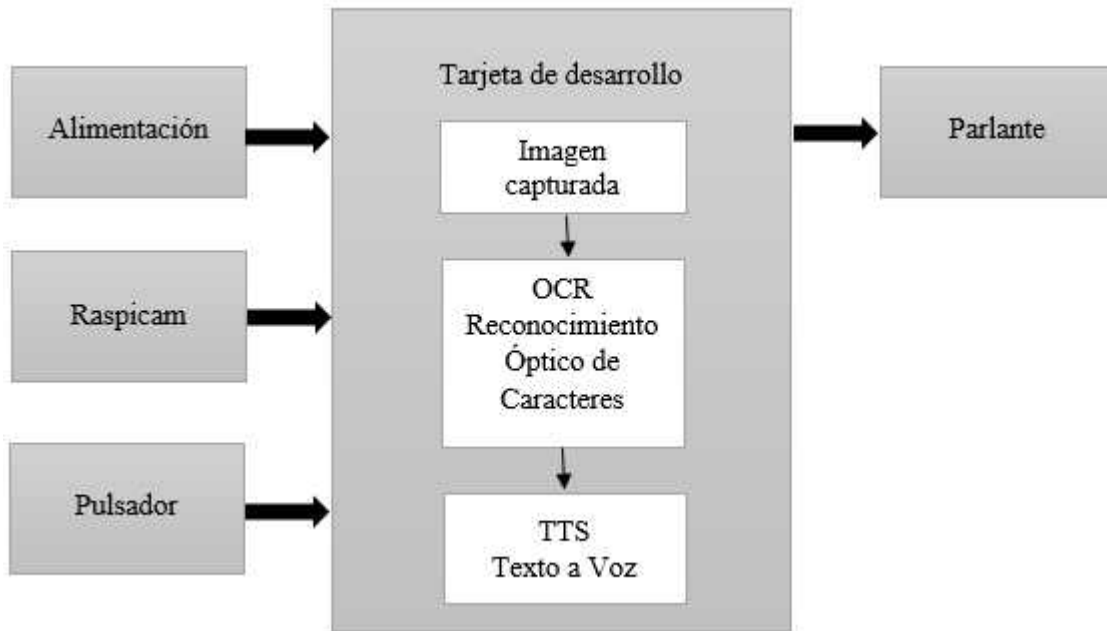 Alimentación
Raspicam
Pulsador
Tarjeta de desarrollo
Imagen
capturada
OCR
Reconocimiento
Óptico de
Caracteres
TTS
Texto a Voz
Parlante